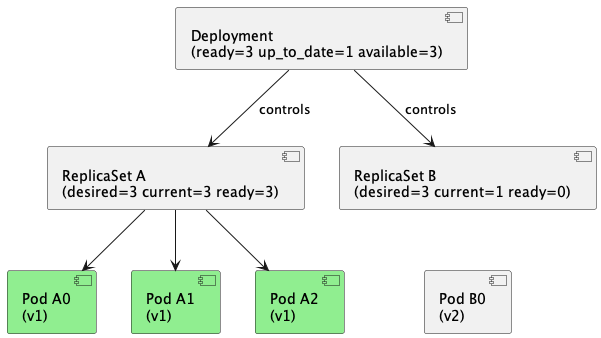 Deployment
(ready=3 up_to_date=1 available=3)
controls
controls
ReplicaSet A
(desired=3 current=3 ready=3)
ReplicaSet B
(desired=3 current=1 ready=0)
Pod A0
(v1)
Pod A1
(v1)
Pod A2
(v1)
Pod B0
(v2)